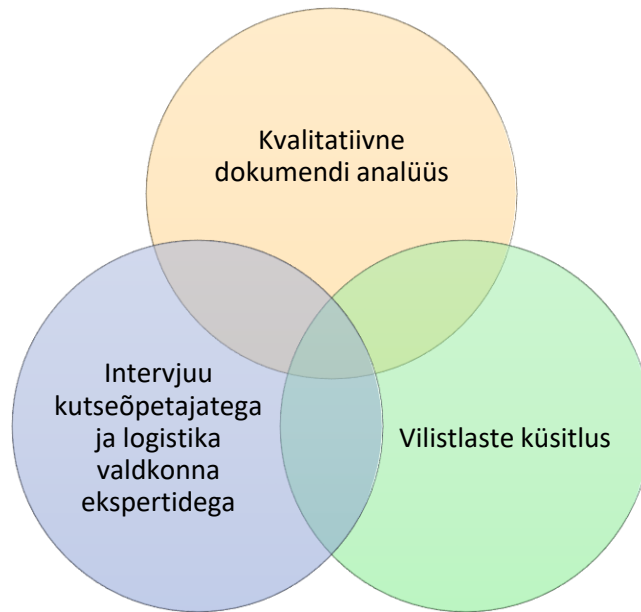 Kvalitatiivne
dokumendi analüüs
Intervjuu
kutseõpetajatega
ja logistika
valdkonna
ekspertidega
Vilistlaste küsitlus